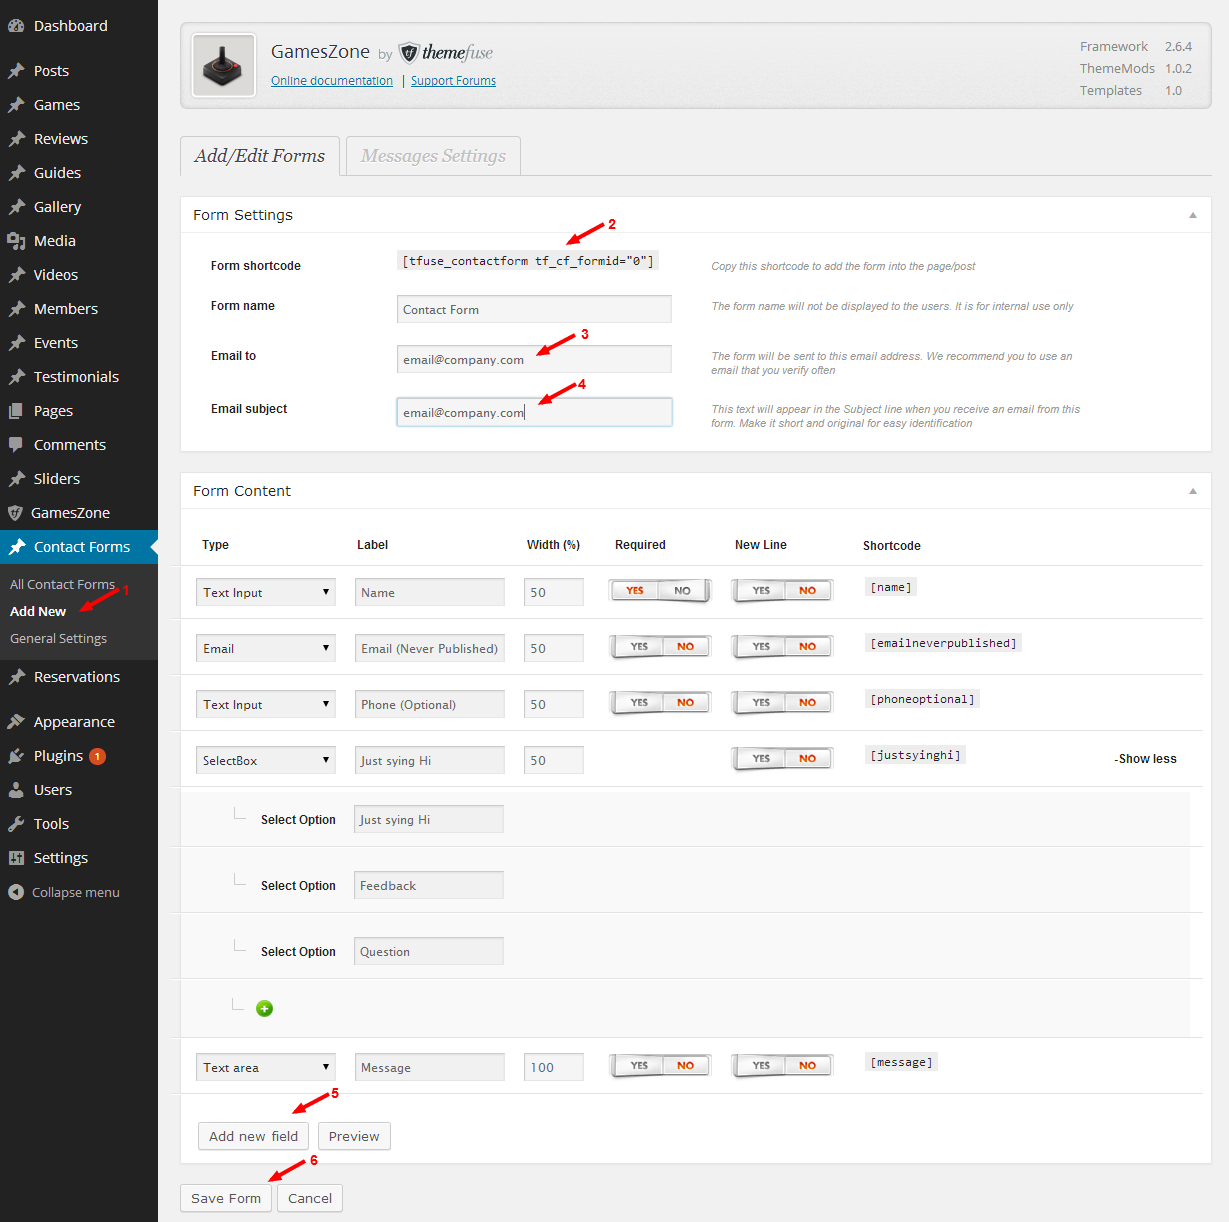 Dashboard
Posts
Games
Reviews
Guides
Gallery
Media
Videos
Members
Events
Testimonials
Pages
Comments
Sliders
GamesZone
Contact Forms
All Contact Forms
1
Add New
General Settings
Reservations
Appearance
Plugins 1
Users
Tools
Settings
Collapse menu
GamesZone by tf themefuse
Online documentation | Support Forums
Framework 2.6.4
ThemeMods 1.0.2
Templates 1.0
Add/Edit Forms Messages Settings
Form Settings
2
Form shortcode [tfuse_contactform tf_cf_formid="0"] Copy this shortcode to add the form into the page/post
Form name Contact Form The form name will not be displayed to the users. It is for internal use only
3
Email to email@company.com The form will be sent to this email address. We recommend you to use an
email that you verify often
4
Email subject email@company.com This text will appear in the Subject line when you receive an email from this
form. Make it short and original for easy identification
Form Content
Type Label Width (%) Required New Line Shortcode
Text Input Name 50 YES NO YES NO [name]
Email Email (Never Published) 50 YES NO YES NO [emailneverpublished]
Text Input Phone (Optional) 50 YES NO YES NO [phoneoptional]
SelectBox Just sying Hi 50 YES NO [justsyinghi] -Show less
Select Option Just sying Hi
Select Option Feedback
Select Option Question
Text area Message 100 YES NO YES NO [message]
5
Add new field Preview
6
Save Form Cancel